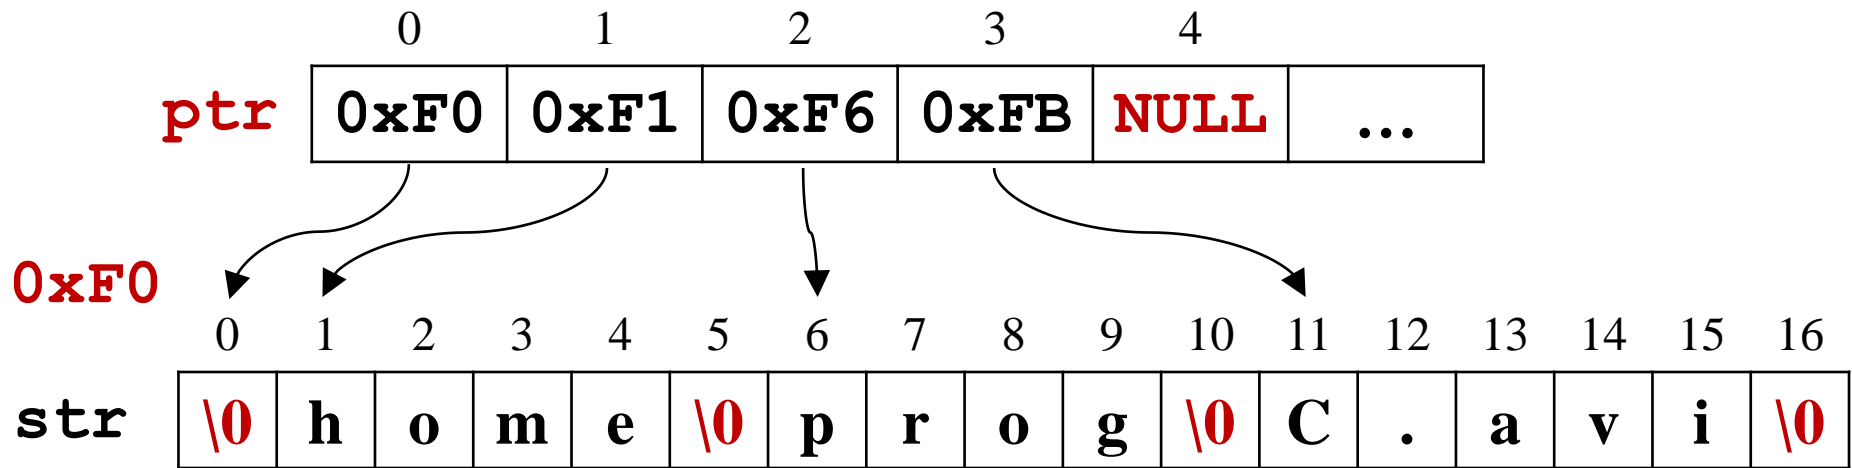 0 1 2 3 4
ptr 0xF0 0xF1 0xF6 0xFB NULL ...
0xF0
0 1 2 3 4 5 6 7 8 9 10 11 12 13 14 15 16
str \0 h o m e \0 p r o g \0 C . a v i \0